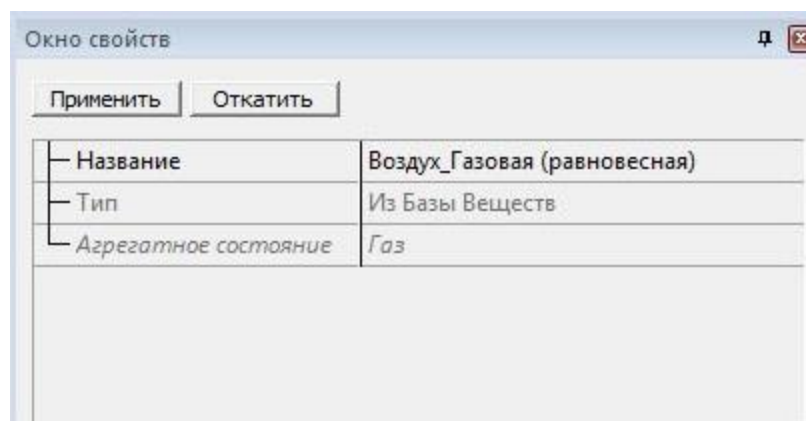 Окно свойств
Применить Откатить
Название Воздух_Газовая (равновесная)
Тип Из Базы Веществ
Агрегатное состояние Газ